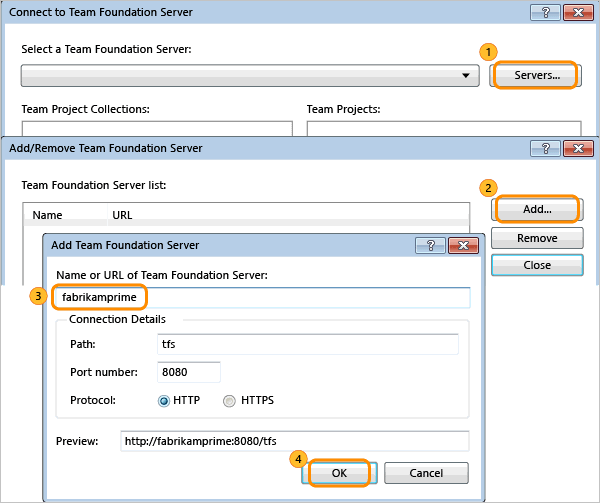 Connect to Team Foundation Server ?
Select a Team Foundation Server:
1
Servers...
Team Project Collections: Team Projects:
Add/Remove Team Foundation Server ?
Team Foundation Server list:
2
Name URL Add...
Remove
Close
Add Team Foundation Server ?
Name or URL of Team Foundation Server:
3 fabrikamprime
Connection Details
Path: tfs
Port number: 8080
Protocol: HTTP HTTPS
Preview: http://fabrikamprime:8080/tfs
4
OK Cancel